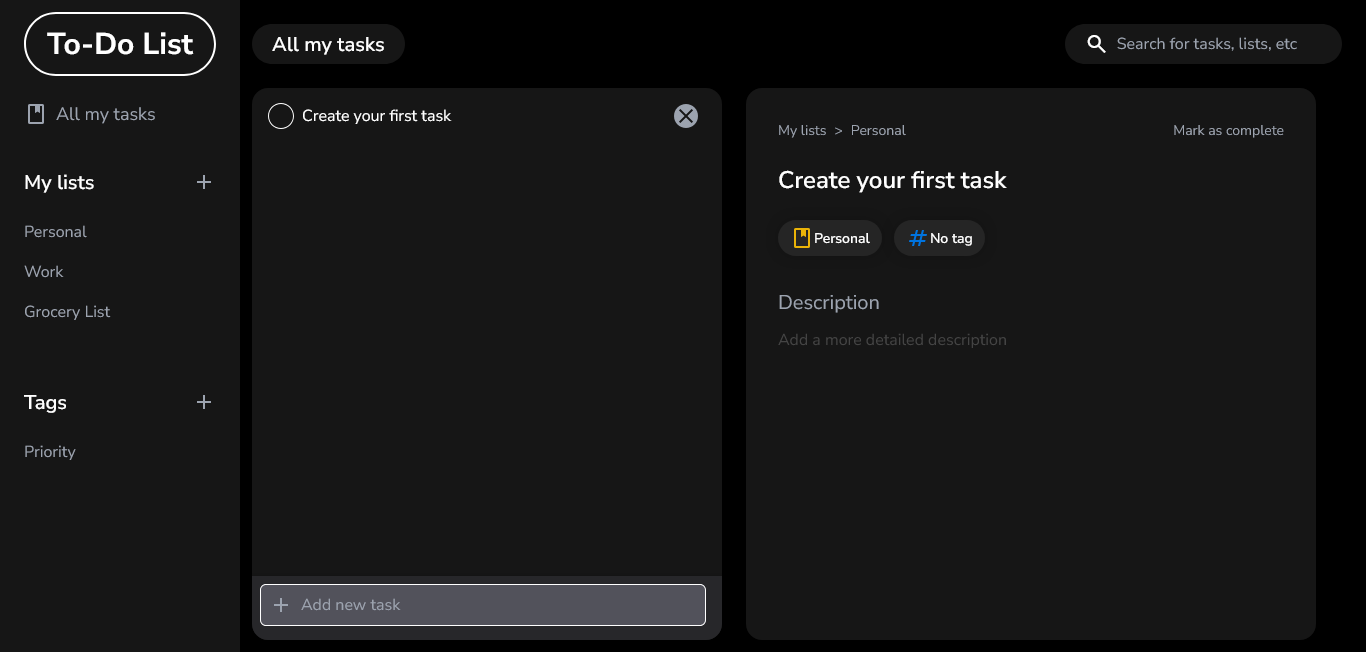 To-Do List
All my tasks
My lists
Personal
Work
Grocery List
Tags
Priority
All my tasks
Search for tasks, lists, etc
Create your first task
Add new task
My lists > Personal
Mark as complete
Create your first task
Personal
# No tag
Description
Add a more detailed description